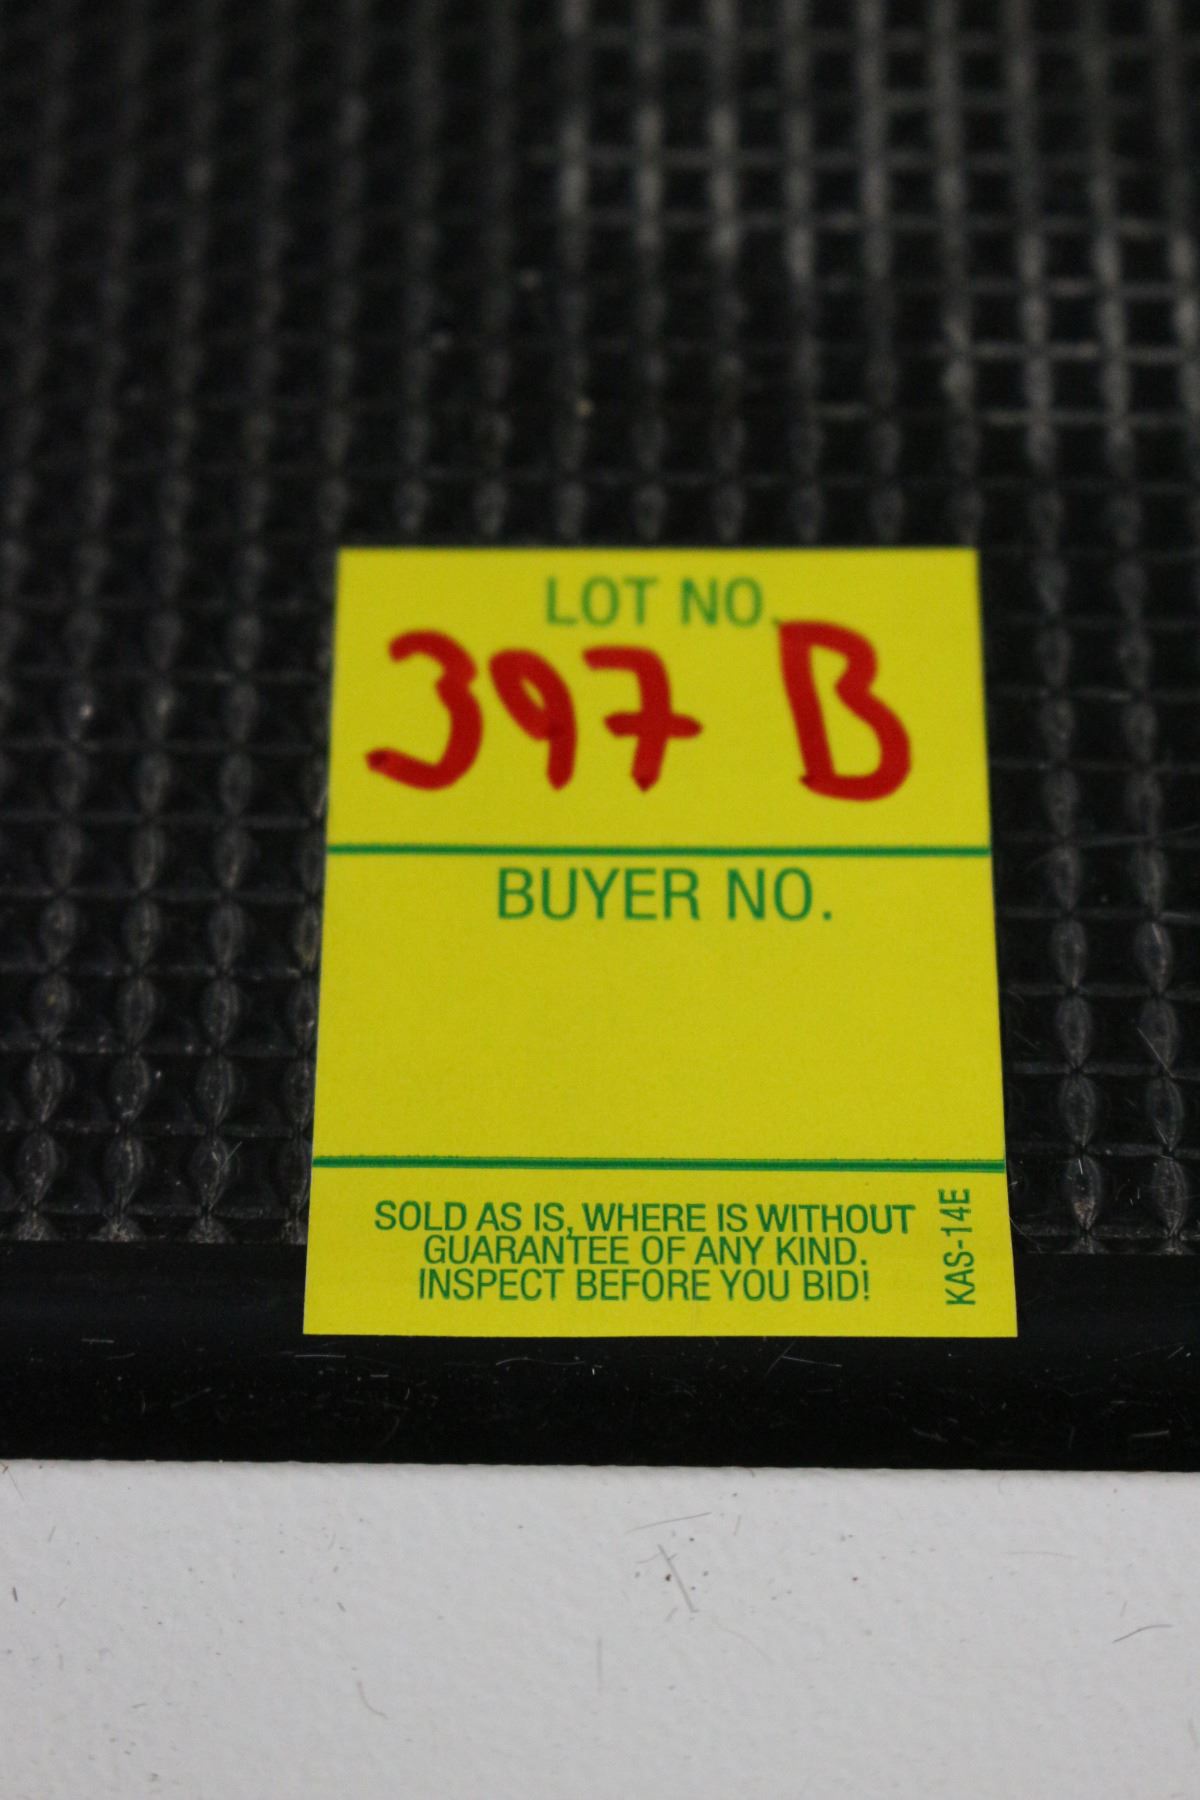 LOT NO.
397 B
BUYER NO.
SOLD AS IS, WHERE IS WITHOUT
GUARANTEE OF ANY KIND.
INSPECT BEFORE YOU BID!
KAS-14E